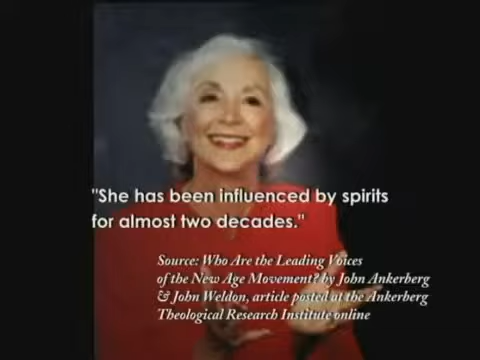 "She has been influenced by spirits
for almost two decades."
Source: Who Are the Leading Voices
of the New Age Movement? by John Ankerberg
& John Weldon, article posted at the Ankerberg
Theological Research Institute online